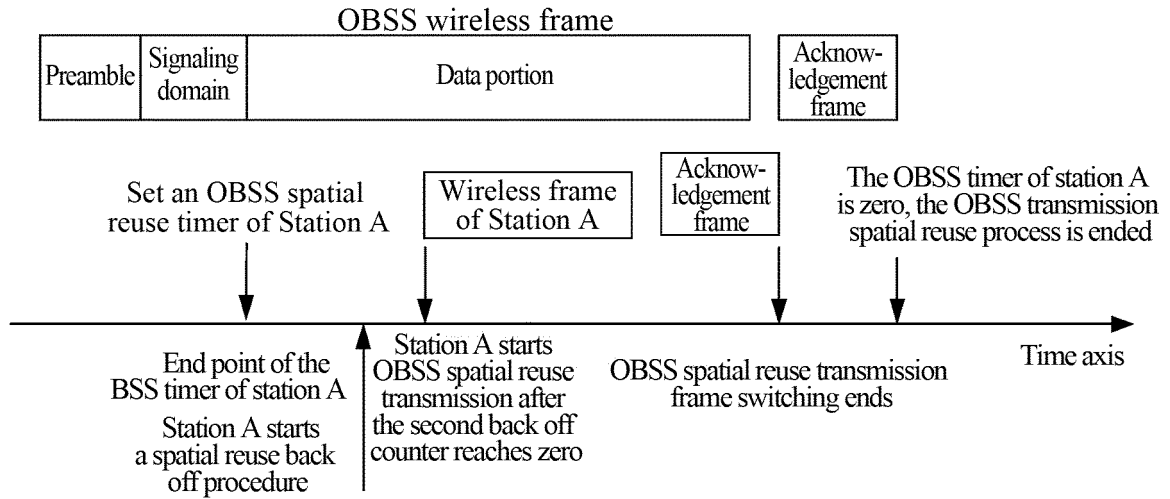 OBSS wireless frame
Preamble
Signaling
domain
Data portion
Acknow-
ledgement
frame
Set an OBSS spatial
reuse timer of Station A
Wireless frame
of Station A
Acknow-
ledgement
frame
The OBSS timer of station A
is zero, the OBSS transmission
spatial reuse process is ended
Time axis
End point of the
BSS timer of station A
Station A starts
a spatial reuse back
off procedure
Station A starts
OBSS spatial reuse
transmission after
the second back off
counter reaches zero
OBSS spatial reuse transmission
frame switching ends